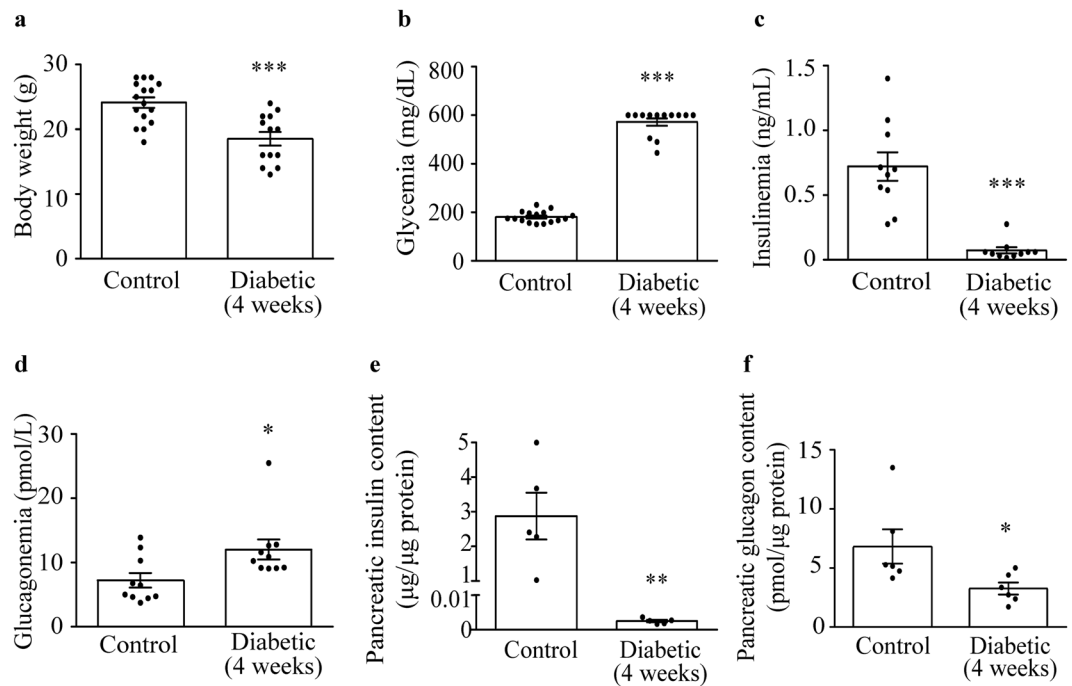 a
Body weight (g)
30
20
10
0
***
Control
Diabetic
(4 weeks)
b
Glycemia (mg/dL)
800
600
400
200
0
***
Control
Diabetic
(4 weeks)
c
Insulinemia (ng/mL)
1.5
1.0
0.5
0
***
Control
Diabetic
(4 weeks)
d
Glucagonemia (pmol/L)
30
20
10
0
*
Control
Diabetic
(4 weeks)
e
Pancreatic insulin content
(µg/µg protein)
5
4
3
2
1
0.01
0
**
Control
Diabetic
(4 weeks)
f
Pancreatic glucagon content
(pmol/µg protein)
15
10
5
0
*
Control
Diabetic
(4 weeks)